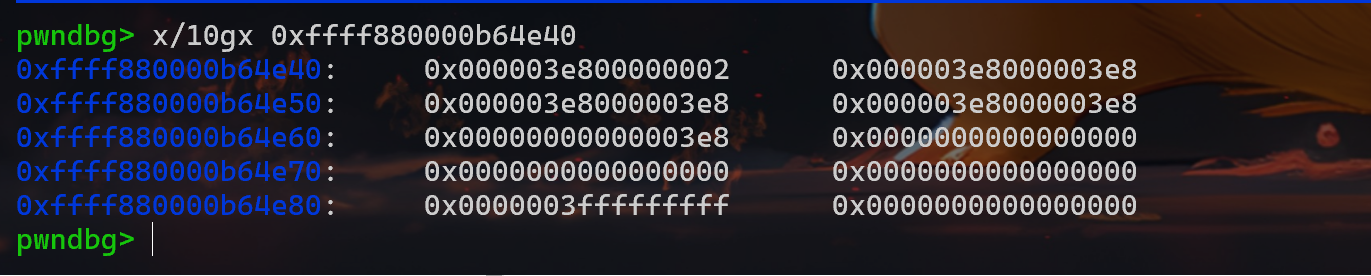 pwndbg> x/10gx 0xffff880000b64e40
0xffff880000b64e40: 0x000003e800000002 0x000003e8000003e8
0xffff880000b64e50: 0x000003e8000003e8 0x000003e8000003e8
0xffff880000b64e60: 0x00000000000003e8 0x0000000000000000
0xffff880000b64e70: 0x0000000000000000 0x0000000000000000
0xffff880000b64e80: 0x0000003fffffffff 0x0000000000000000
pwndbg>